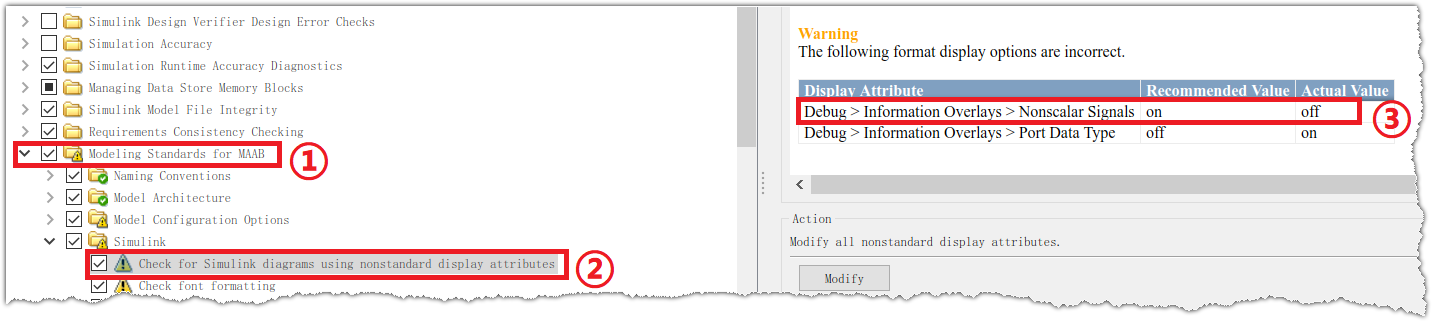 Simulink Design Verifier Design Error Checks
Simulation Accuracy
Simulation Runtime Accuracy Diagnostics
Managing Data Store Memory Blocks
Simulink Model File Integrity
Requirements Consistency Checking
Modeling Standards for MAAB
①
Naming Conventions
Model Architecture
Model Configuration Options
Simulink
Check for Simulink diagrams using nonstandard display attributes
②
Check font formatting
Warning
The following format display options are incorrect.
Display Attribute Recommended Value Actual Value
Debug > Information Overlays > Nonscalar Signals on off
③
Debug > Information Overlays > Port Data Type off on
Action
Modify all nonstandard display attributes.
Modify